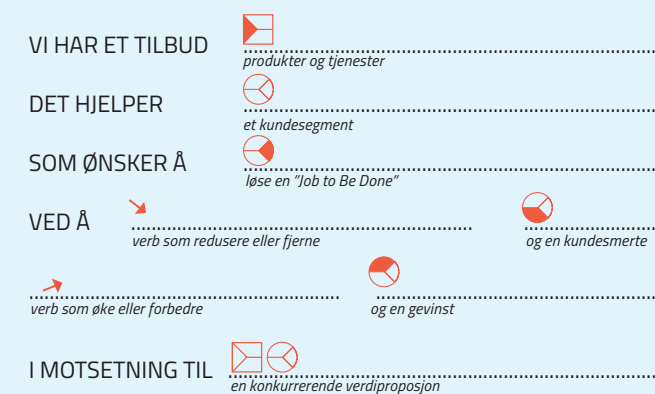 VI HAR ET TILBUD
produkter og tjenester
DET HJELPER
et kundesegment
SOM ØNSKER Å
løse en "Job to Be Done"
VED Å
verb som redusere eller fjerne
og en kundesmerte
verb som øke eller forbedre
og en gevinst
I MOTSETNING TIL
en konkurrerende verdiproposjon